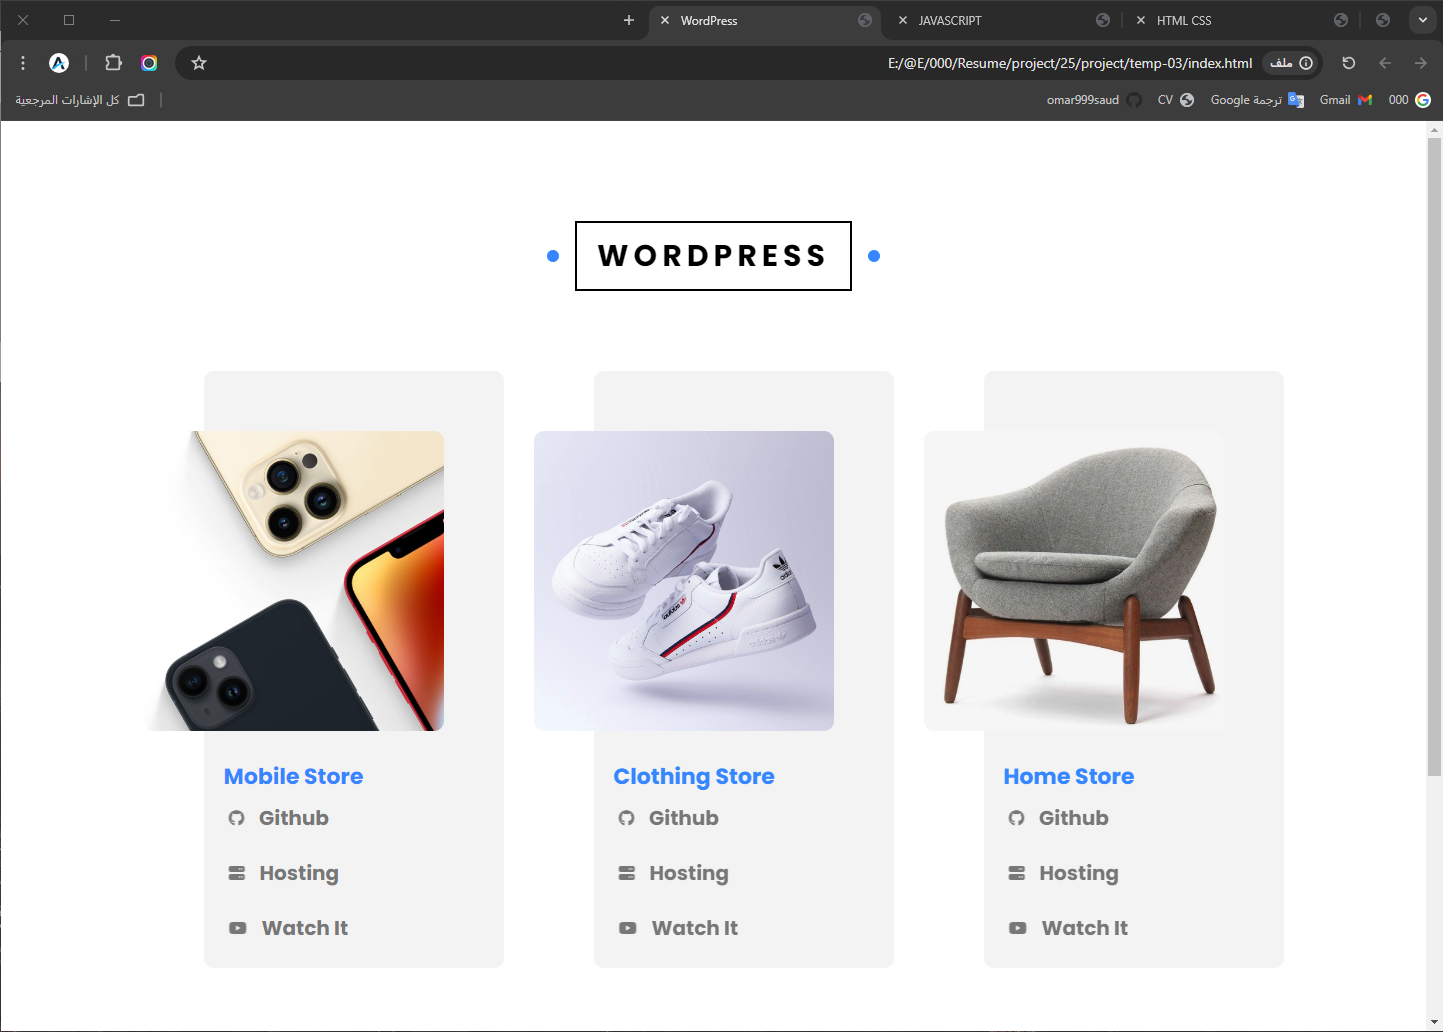 WordPress
JAVASCRIPT
HTML CSS
E:/@E/000/Resume/project/25/project/temp-03/index.html
ملف
كل الإشارات المرجعية
omar999saud
CV
ترجمة Google
Gmail
000
WORDPRESS
Mobile Store
Github
Hosting
Watch It
Clothing Store
Github
Hosting
Watch It
Home Store
Github
Hosting
Watch It